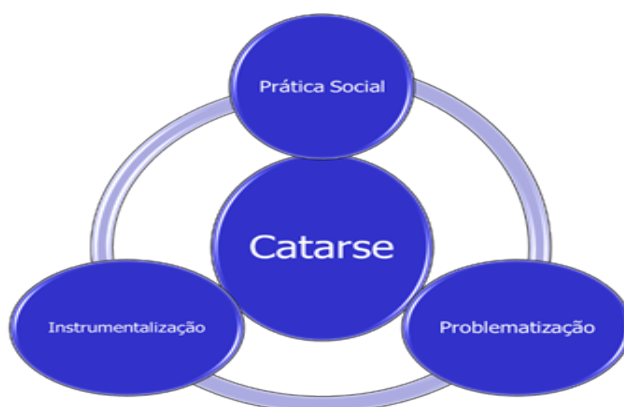 Prática Social
Catarse
Instrumentalização
Problematização